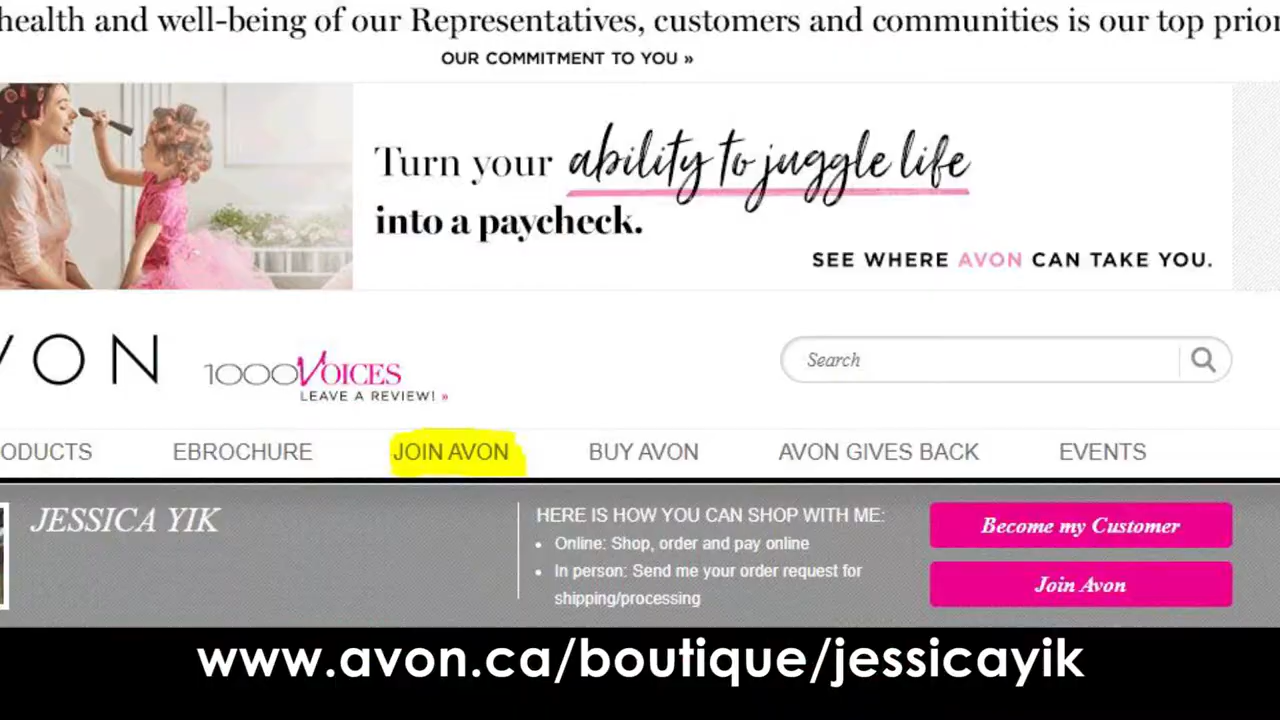 health and well-being of our Representatives, customers and communities is our top prior
OUR COMMITMENT TO YOU »
Turn your ability to juggle life
into a paycheck.
SEE WHERE AVON CAN TAKE YOU.
VON
1000 VOICES
LEAVE A REVIEW! »
Search
ODUCTS EBROCHURE JOIN AVON BUY AVON AVON GIVES BACK EVENTS
JESSICA YIK
HERE IS HOW YOU CAN SHOP WITH ME:
• Online: Shop, order and pay online
• In person: Send me your order request for
shipping/processing
Become my Customer
Join Avon
www.avon.ca/boutique/jessicayik